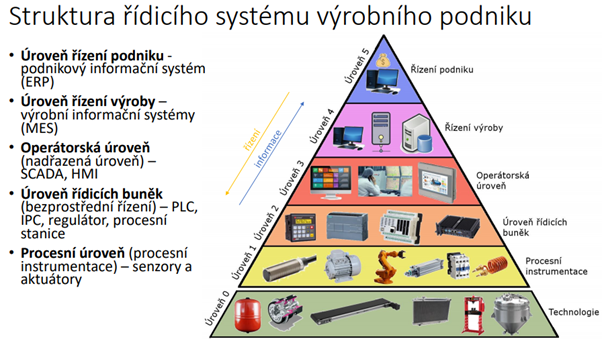 Struktura řídicího systému výrobního podniku
• Úroveň řízení podniku -
podnikový informační systém
(ERP)
• Úroveň řízení výroby –
výrobní informační systémy
(MES)
• Operátorská úroveň
(nadřazená úroveň) –
SCADA, HMI
• Úroveň řídicích buněk
(bezprostřední řízení) – PLC,
IPC, regulátor, procesní
stanice
• Procesní úroveň (procesní
instrumentace) – senzory a
aktuátory
Řízení
informace
Úroveň 5
Řízení podniku
Úroveň 4
Řízení výroby
Úroveň 3
Operátorská
úroveň
Úroveň 2
Úroveň řídicích
buněk
Úroveň 1
Procesní
instrumentace
Úroveň 0
Technologie